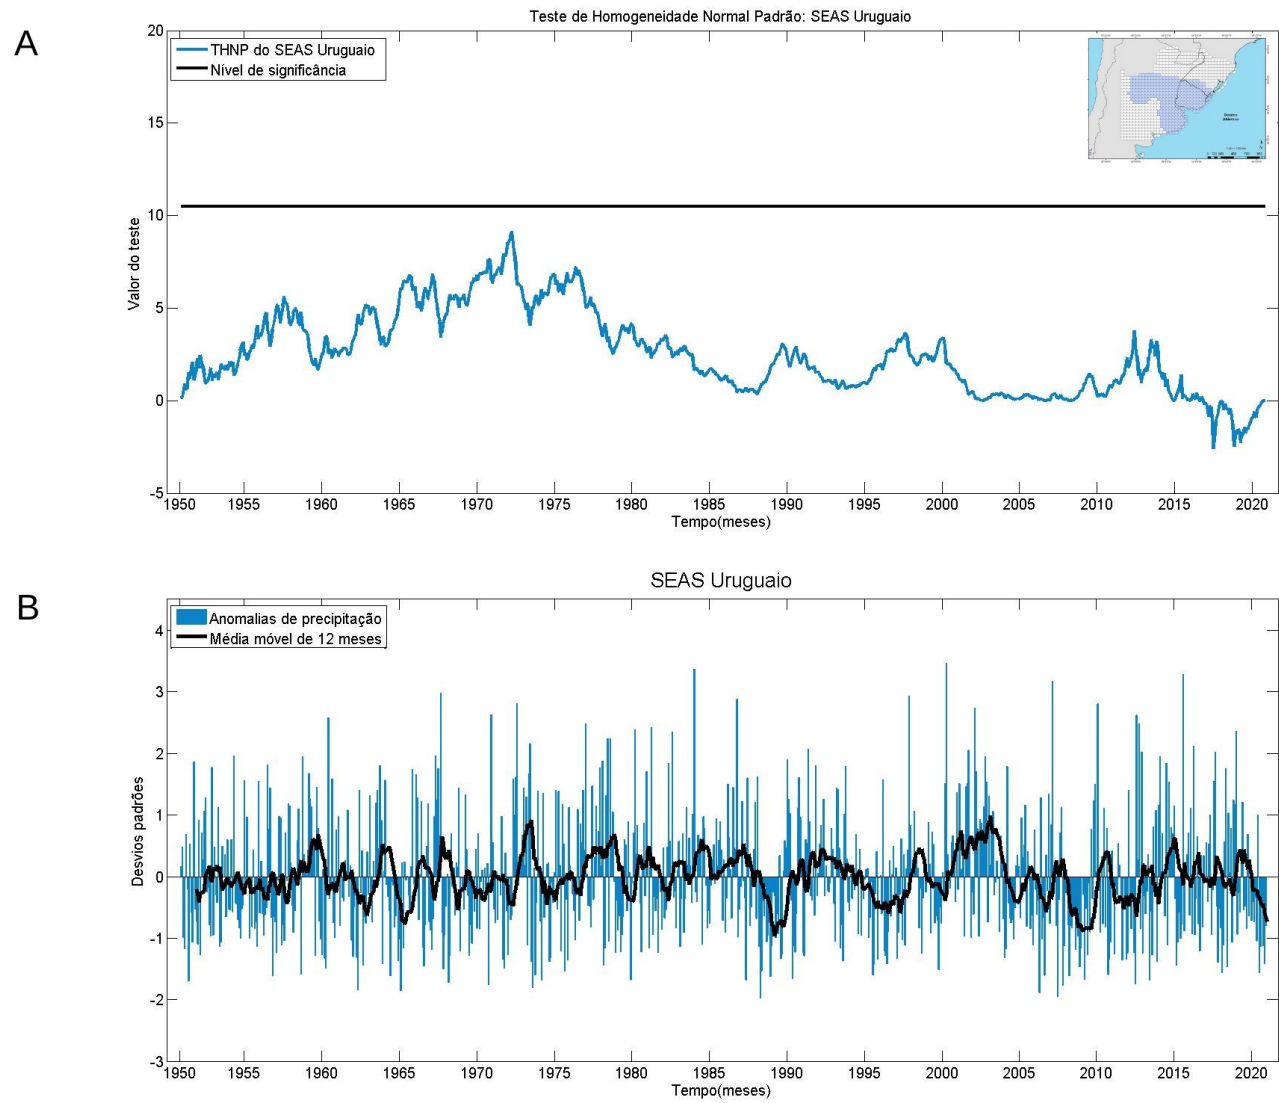 A
Teste de Homogeneidade Normal Padrão: SEAS Uruguaio
THNP do SEAS Uruguaio
Nível de significância
Valor do teste
20
15
10
5
0
-5
1950 1955 1960 1965 1970 1975 1980 1985 1990 1995 2000 2005 2010 2015 2020
Tempo(meses)
B
SEAS Uruguaio
Anomalias de precipitação
Média móvel de 12 meses
Desvios padrões
4
3
2
1
0
-1
-2
-3
1950 1955 1960 1965 1970 1975 1980 1985 1990 1995 2000 2005 2010 2015 2020
Tempo(meses)